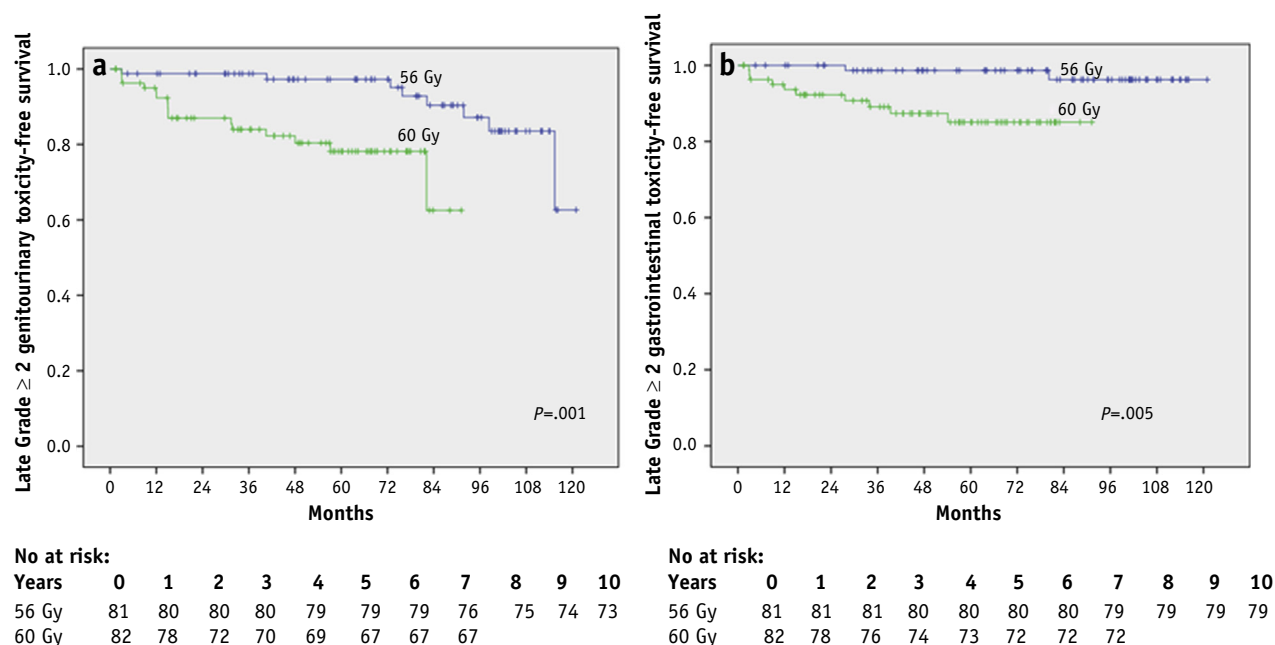 Late Grade ≥ 2 genitourinary toxicity-free survival
a
1.0
0.8
0.6
0.4
0.2
0.0
56 Gy
60 Gy
P=.001
0 12 24 36 48 60 72 84 96 108 120
Months
No at risk:
Years 0 1 2 3 4 5 6 7 8 9 10
56 Gy 81 80 80 80 79 79 79 76 75 74 73
60 Gy 82 78 72 70 69 67 67 67
Late Grade ≥ 2 gastrointestinal toxicity-free survival
b
1.0
0.8
0.6
0.4
0.2
0.0
56 Gy
60 Gy
P=.005
0 12 24 36 48 60 72 84 96 108 120
Months
No at risk:
Years 0 1 2 3 4 5 6 7 8 9 10
56 Gy 81 81 81 80 80 80 80 79 79 79 79
60 Gy 82 78 76 74 73 72 72 72